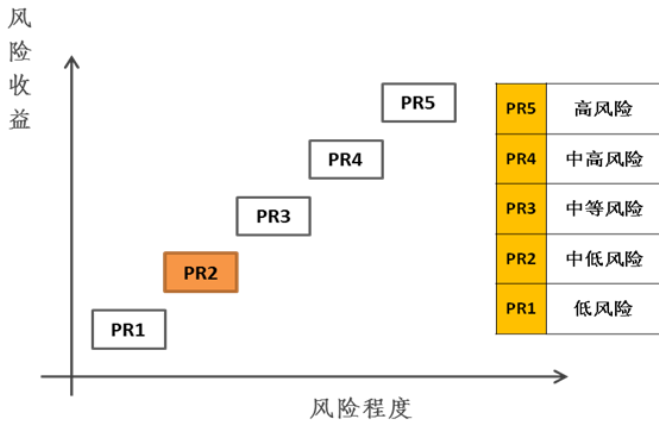 风险收益
PR5
PR4
PR3
PR2
PR1
风险程度
PR5 高风险
PR4 中高风险
PR3 中等风险
PR2 中低风险
PR1 低风险